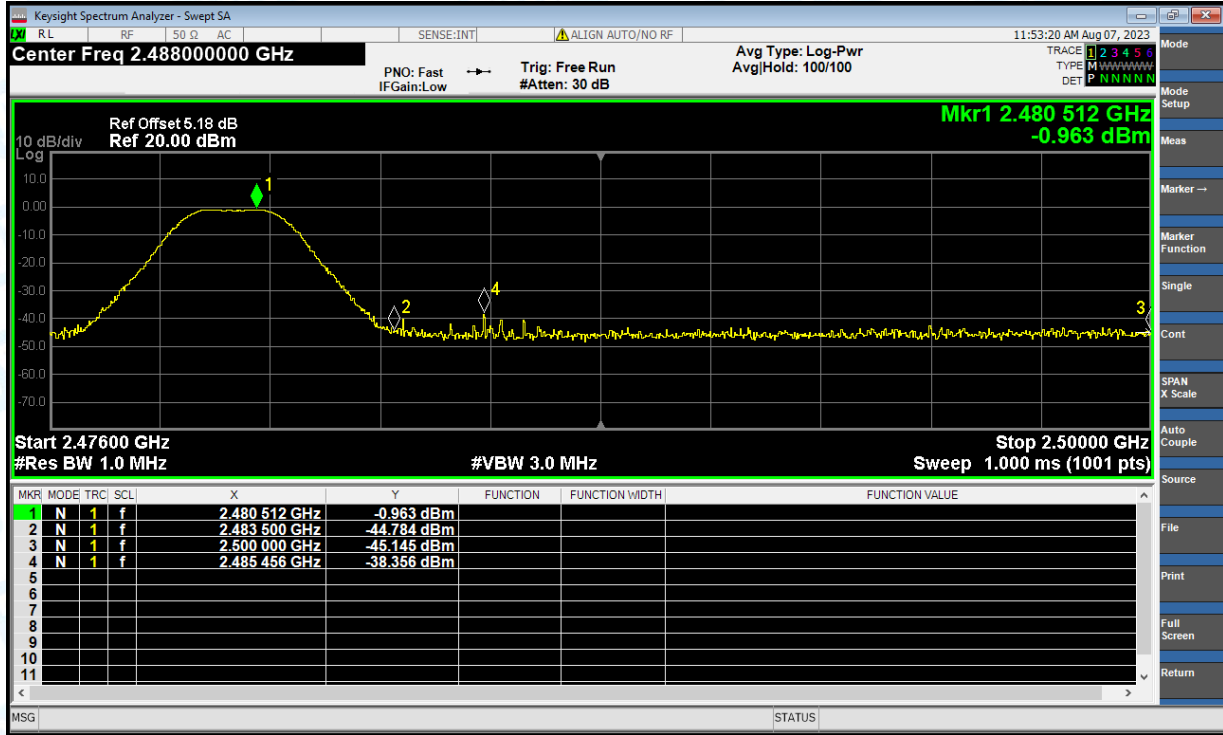 Keysight Spectrum Analyzer - Swept SA
LXI RL RF 50 Ω AC SENSE:INT ALIGN AUTO/NO RF 11:53:20 AM Aug 07, 2023
Center Freq 2.488000000 GHz
PNO: Fast
IFGain:Low
Trig: Free Run
#Atten: 30 dB
Avg Type: Log-Pwr
Avg|Hold: 100/100
TRACE 1 2 3 4 5 6
TYPE M WWWWW
DET P N N N N N
Ref Offset 5.18 dB
10 dB/div Ref 20.00 dBm
Log
Mkr1 2.480 512 GHz
-0.963 dBm
10.0
0.00
-10.0
-20.0
-30.0
-40.0
-50.0
-60.0
-70.0
1
2
4
3
Start 2.47600 GHz Stop 2.50000 GHz
#Res BW 1.0 MHz #VBW 3.0 MHz Sweep 1.000 ms (1001 pts)
MKR MODE TRC SCL X Y FUNCTION FUNCTION WIDTH FUNCTION VALUE
1 N 1 f 2.480 512 GHz -0.963 dBm
2 N 1 f 2.483 500 GHz -44.784 dBm
3 N 1 f 2.500 000 GHz -45.145 dBm
4 N 1 f 2.485 456 GHz -38.356 dBm
5
6
7
8
9
10
11
MSG STATUS
Mode
Mode
Setup
Meas
Marker →
Marker
Function
Single
Cont
SPAN
X Scale
Auto
Couple
Source
File
Print
Full
Screen
Return